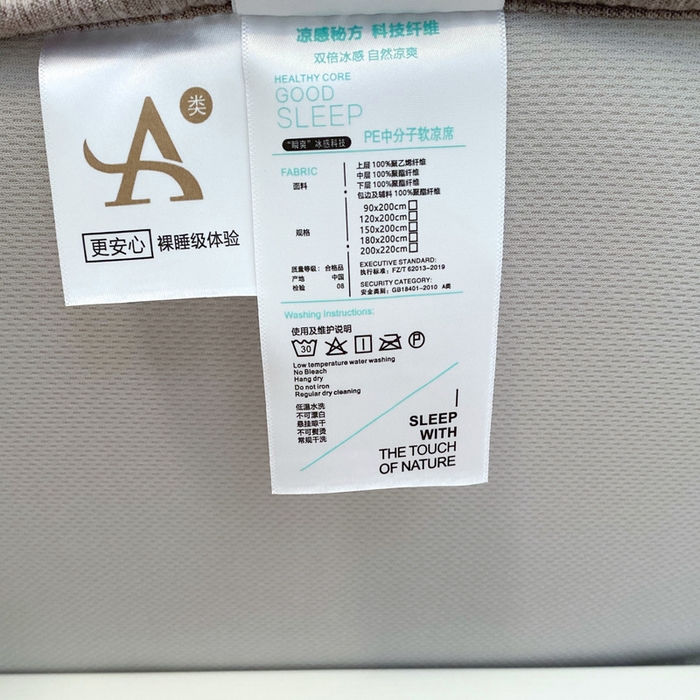 A类
更安心 裸睡级体验
凉感秘方 科技纤维
双倍冰感 自然凉爽
HEALTHY CORE
GOOD
SLEEP
"瞬爽"冰感科技 PE中分子软凉席
FABRIC
面料
上层 100%聚乙烯纤维
中层 100%聚酯纤维
下层 100%聚酯纤维
包边及辅料 100%聚酯纤维
规格
90x200cm
120x200cm
150x200cm
180x200cm
200x220cm
质量等级: 合格品
产地 中国
检验 08
EXECUTIVE STANDARD:
执行标准: FZ/T 62013-2019
SECURITY CATEGORY:
安全类别: GB18401-2010 A类
Washing Instructions:
使用及维护说明
30 P
Low temperature water washing
No Bleach
Hang dry
Do not iron
Regular dry cleaning
低温水洗
不可漂白
悬挂晾干
不可熨烫
常规干洗
SLEEP
WITH
THE TOUCH
OF NATURE